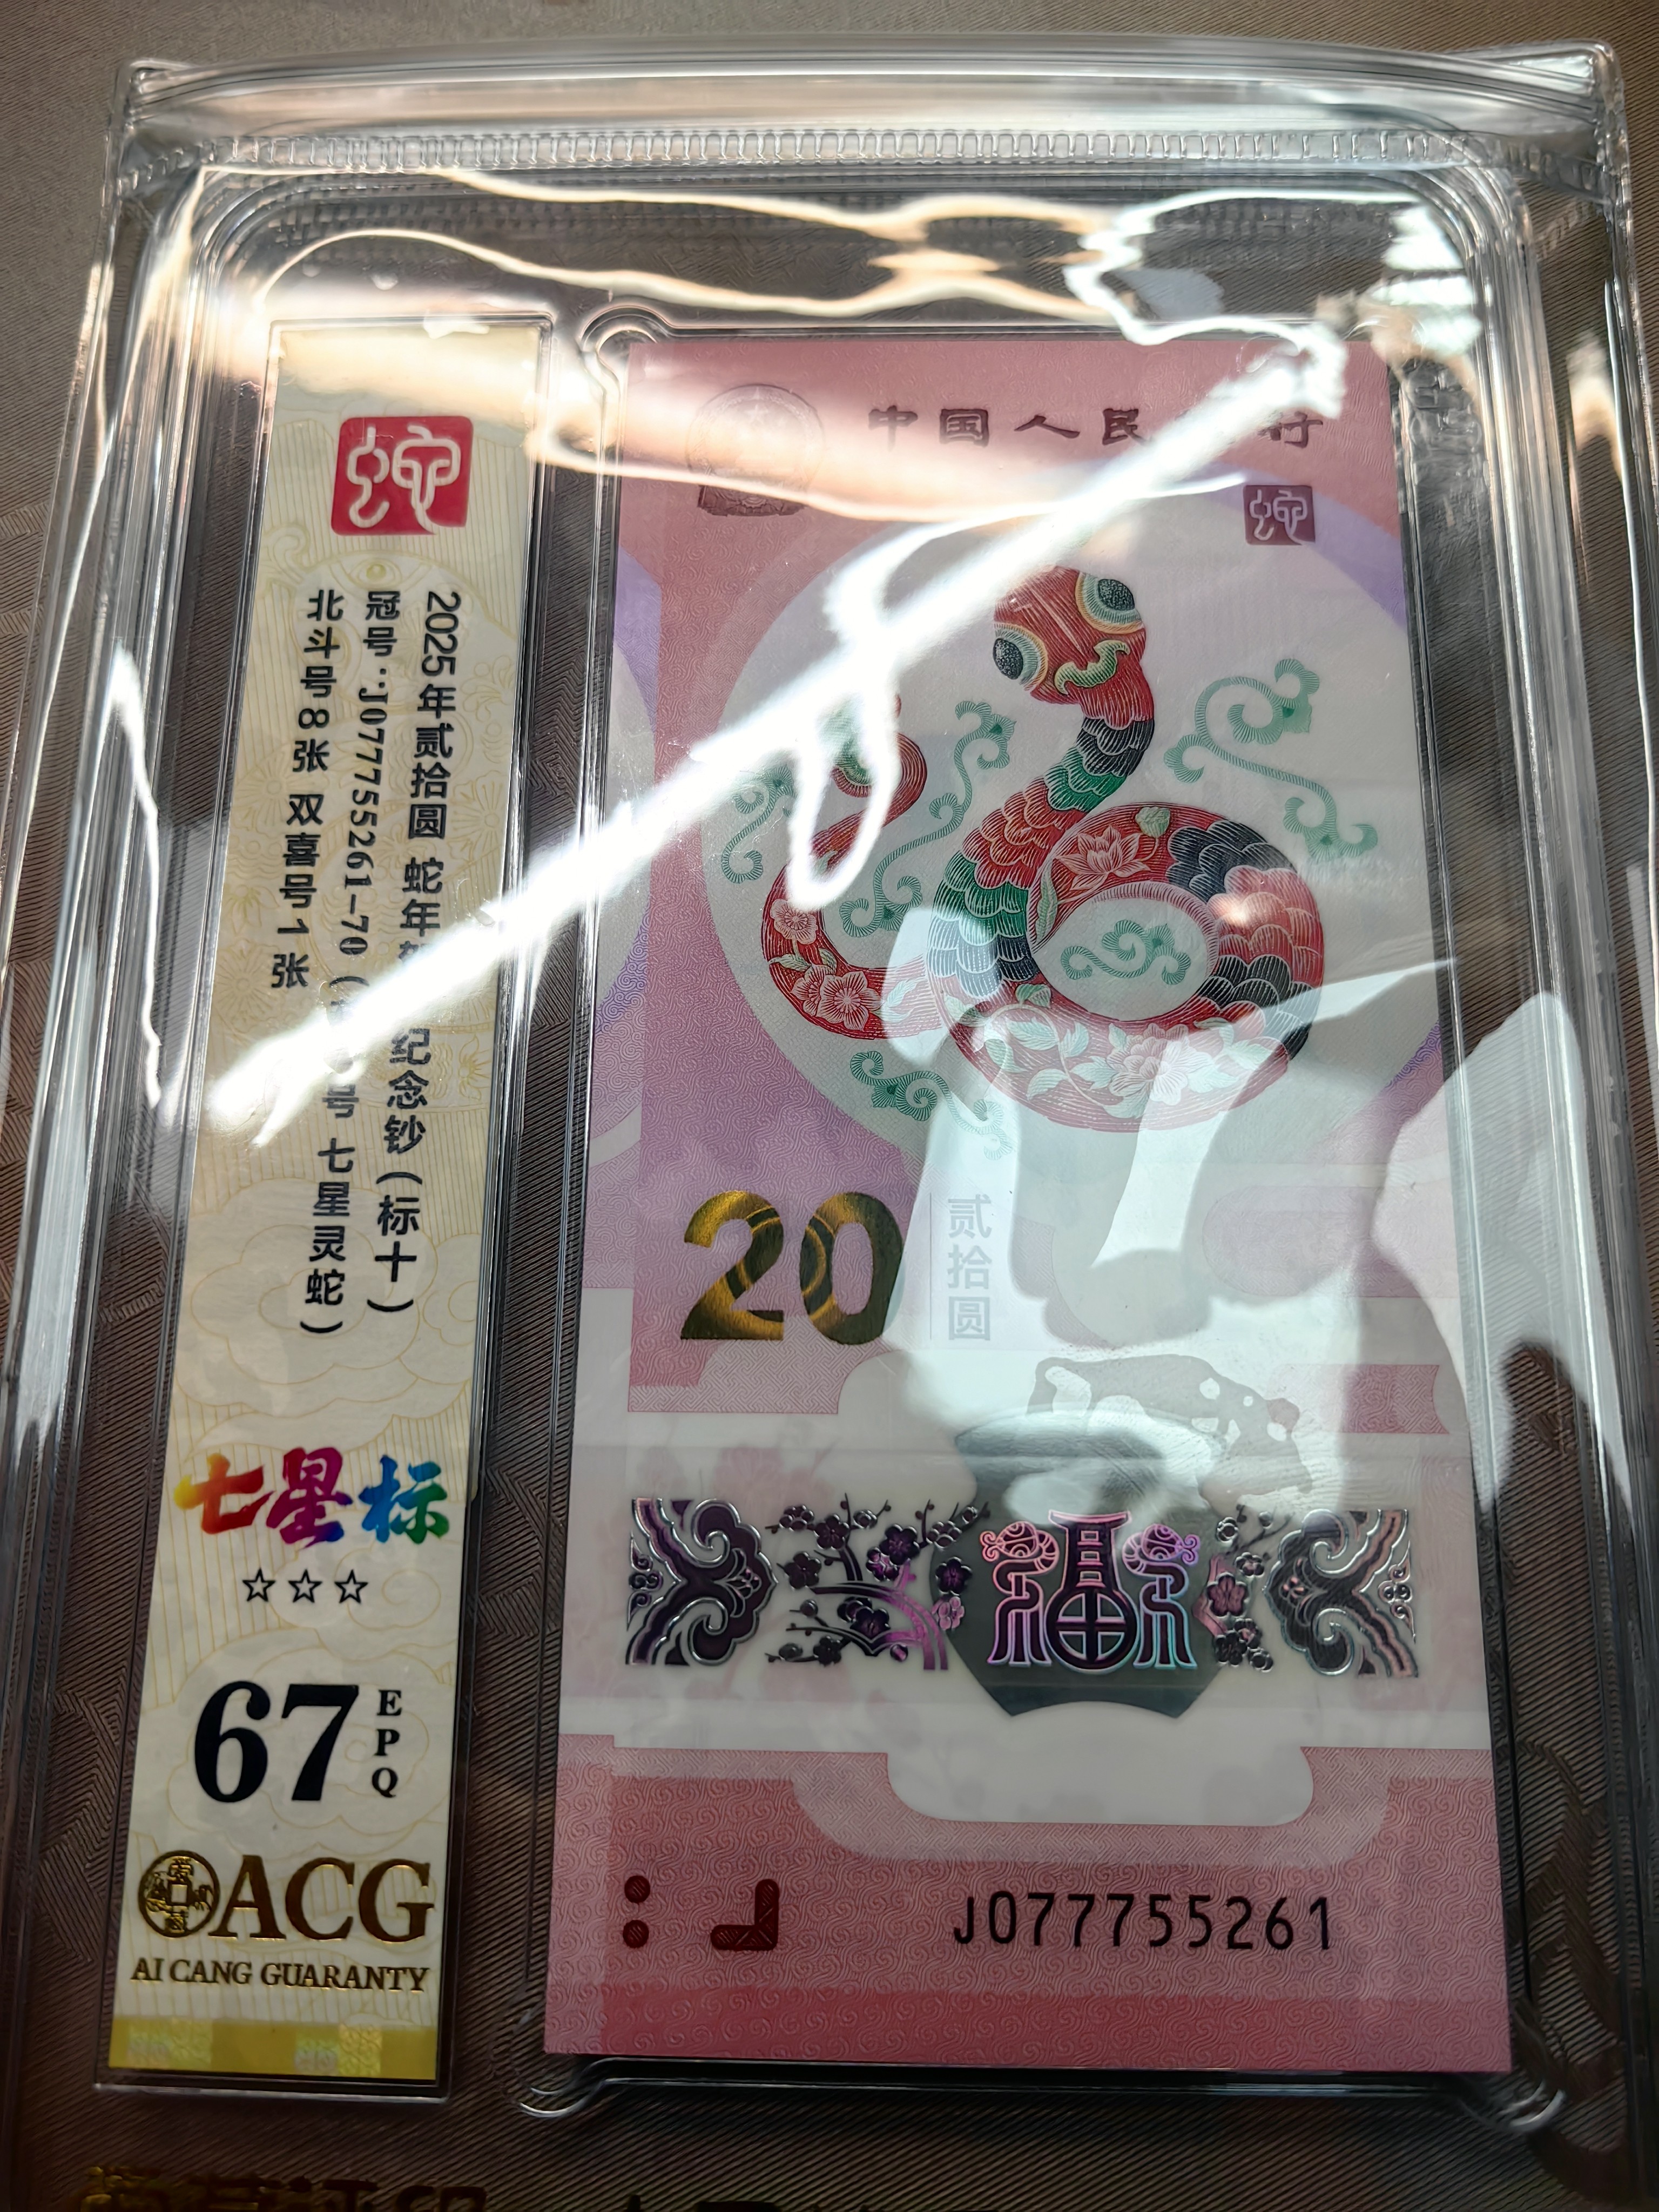 蛇
2025年贰拾圆 蛇年 纪念钞(标十)
冠号:J077755261-70( 号 七星灵蛇)
北斗号8张 双喜号1张
七星标
☆☆☆
67
EPQ
ACG
AI CANG GUARANTY
中国人民 行
蛇
20
贰拾圆
福
J077755261